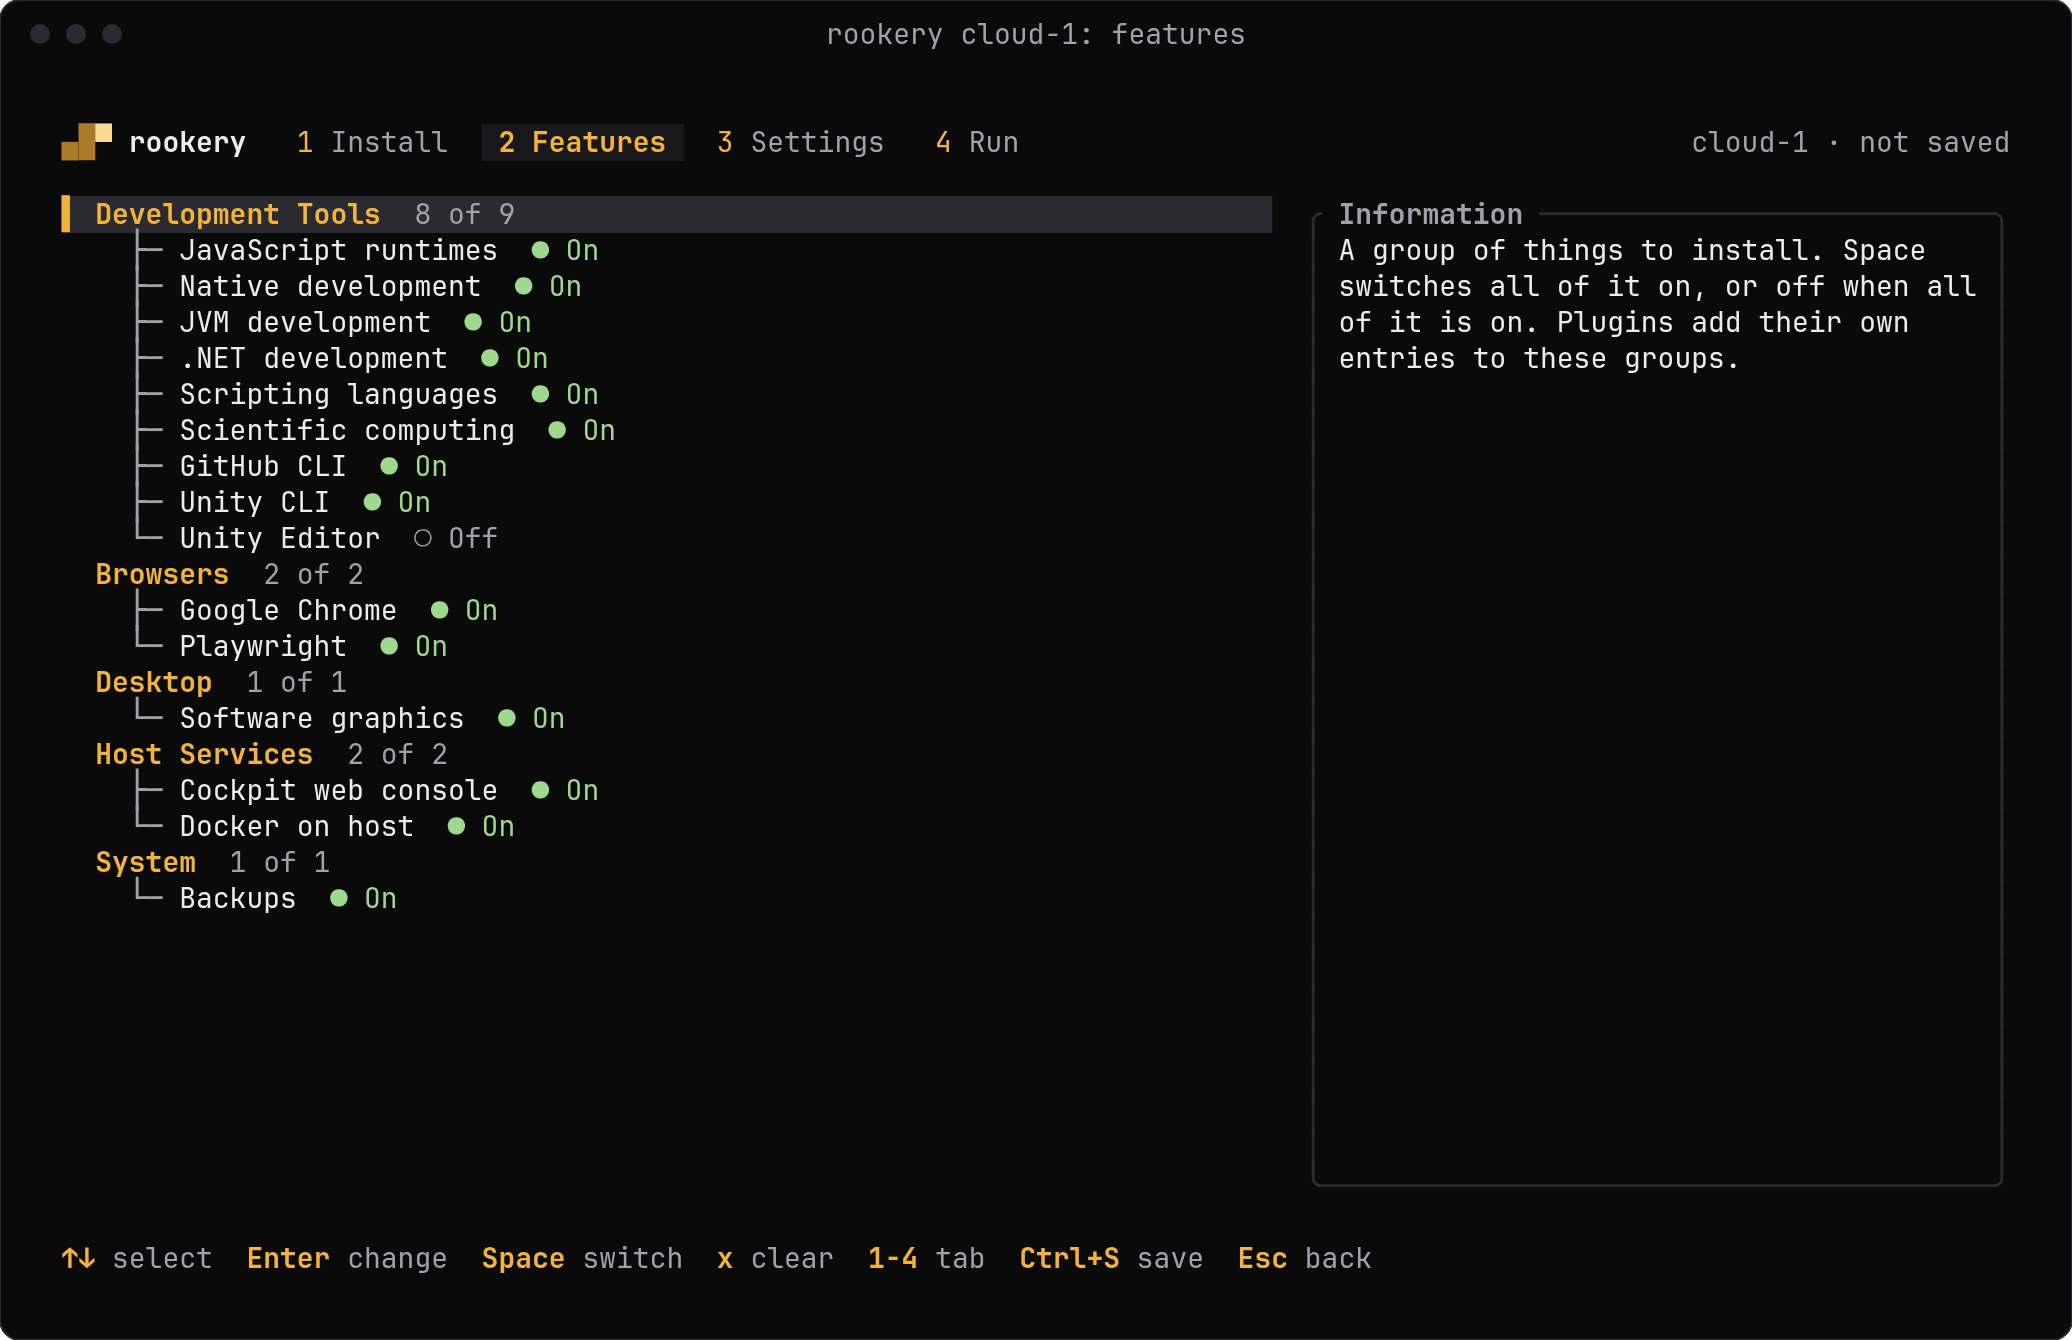 rookery cloud-1: features
rookery 1 Install 2 Features 3 Settings 4 Run cloud-1 · not saved
Development Tools 8 of 9
├─ JavaScript runtimes ● On
├─ Native development ● On
├─ JVM development ● On
├─ .NET development ● On
├─ Scripting languages ● On
├─ Scientific computing ● On
├─ GitHub CLI ● On
├─ Unity CLI ● On
└─ Unity Editor ○ Off
Browsers 2 of 2
├─ Google Chrome ● On
└─ Playwright ● On
Desktop 1 of 1
└─ Software graphics ● On
Host Services 2 of 2
├─ Cockpit web console ● On
└─ Docker on host ● On
System 1 of 1
└─ Backups ● On
Information
A group of things to install. Space
switches all of it on, or off when all
of it is on. Plugins add their own
entries to these groups.
↑↓ select Enter change Space switch x clear 1-4 tab Ctrl+S save Esc back